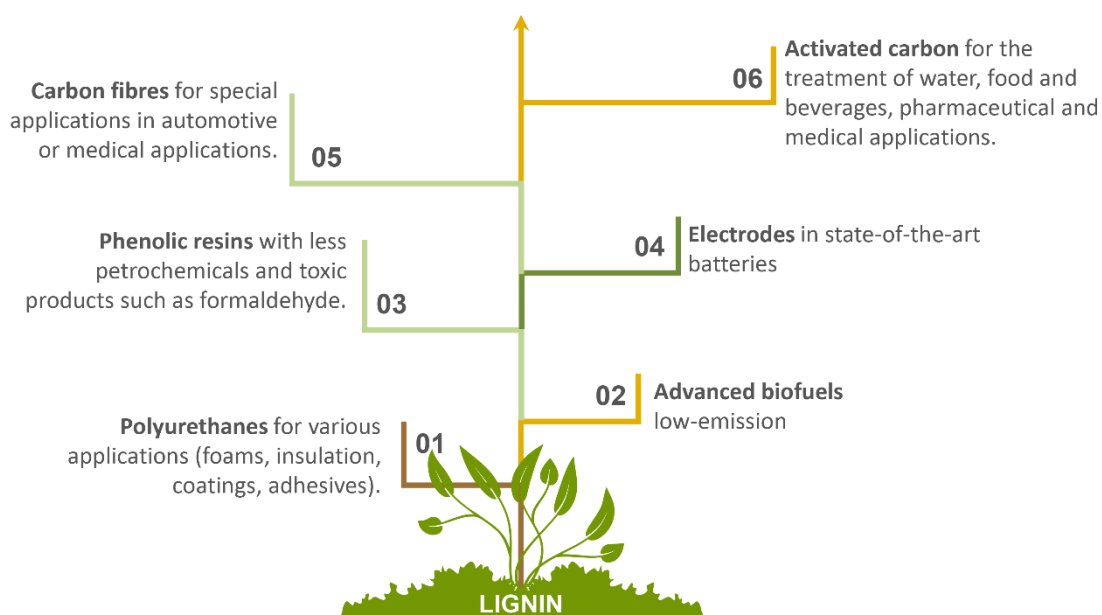 06
Activated carbon for the
treatment of water, food and
beverages, pharmaceutical and
medical applications.
Carbon fibres for special
applications in automotive
or medical applications.
05
04
Electrodes in state-of-the-art
batteries
Phenolic resins with less
petrochemicals and toxic
products such as formaldehyde.
03
02
Advanced biofuels
low-emission
Polyurethanes for various
applications (foams, insulation,
coatings, adhesives).
01
LIGNIN